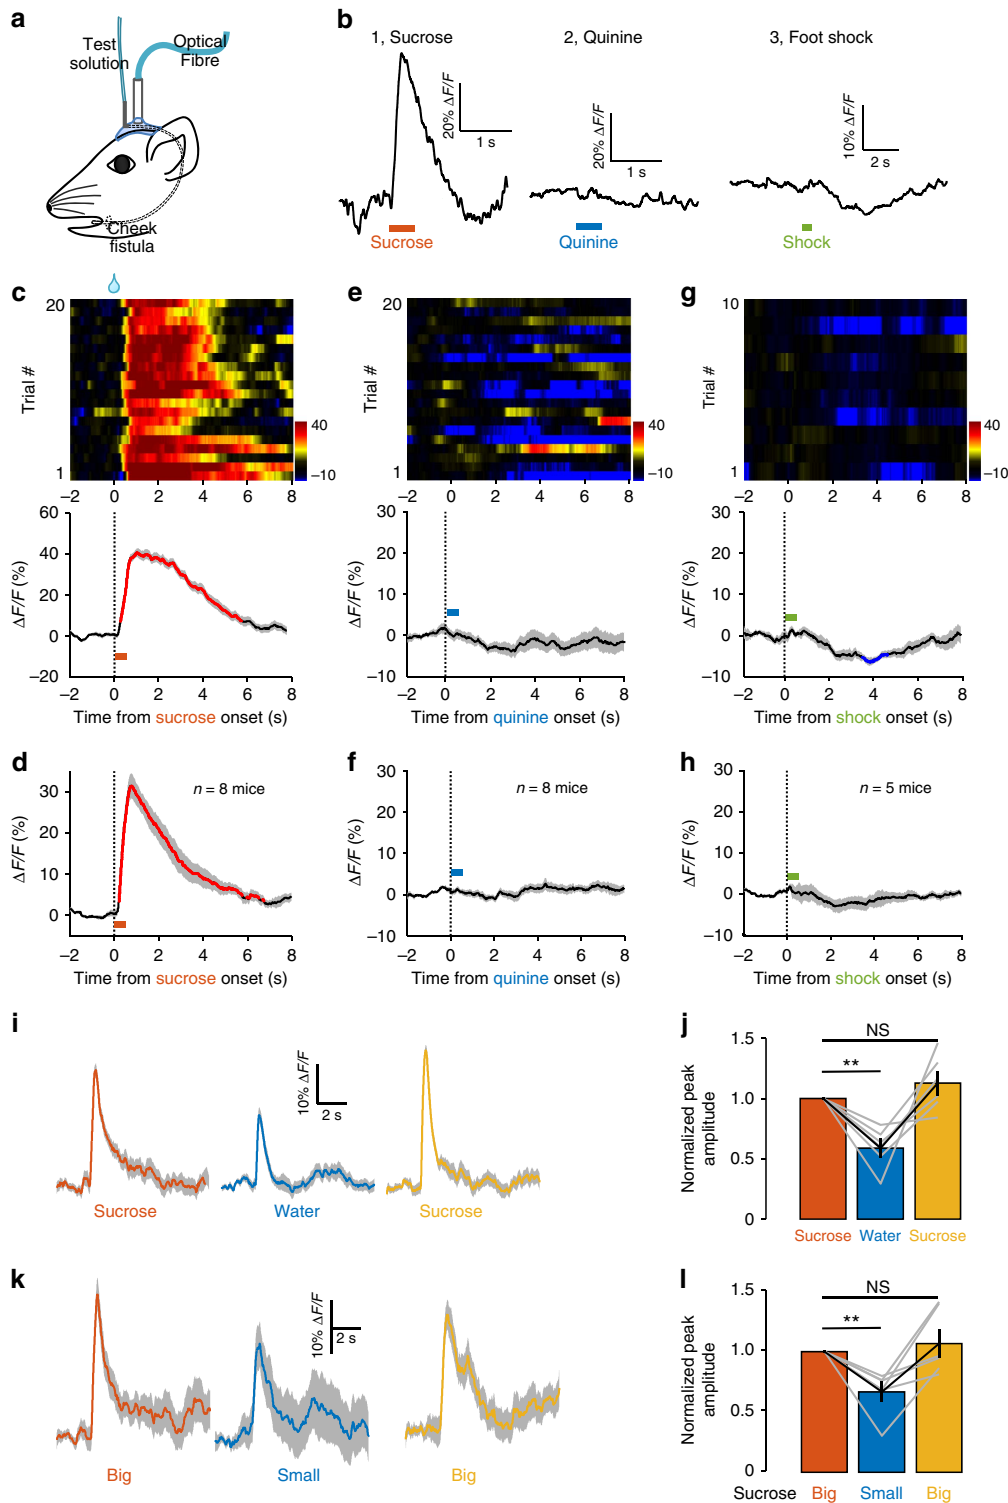 a
Test solution
Optical Fibre
Cheek fistula
b
1, Sucrose
2, Quinine
3, Foot shock
20% ΔF/F
1 s
20% ΔF/F
1 s
10% ΔF/F
2 s
Sucrose
Quinine
Shock
c
20
Trial #
1
40
−10
−2 0 2 4 6 8
60
40
20
0
−20
ΔF/F (%)
−2 0 2 4 6 8
Time from sucrose onset (s)
e
20
Trial #
1
40
−10
−2 0 2 4 6 8
30
20
10
0
−10
ΔF/F (%)
−2 0 2 4 6 8
Time from quinine onset (s)
g
10
Trial #
1
40
−10
−2 0 2 4 6 8
30
20
10
0
−10
ΔF/F (%)
−2 0 2 4 6 8
Time from shock onset (s)
d
n = 8 mice
30
20
10
0
ΔF/F (%)
−2 0 2 4 6 8
Time from sucrose onset (s)
f
n = 8 mice
30
20
10
0
−10
ΔF/F (%)
−2 0 2 4 6 8
Time from quinine onset (s)
h
n = 5 mice
30
20
10
0
−10
ΔF/F (%)
−2 0 2 4 6 8
Time from shock onset (s)
i
10% ΔF/F
2 s
Sucrose
Water
Sucrose
j
NS
**
1.5
1.0
0.5
0
Normalized peak amplitude
Sucrose Water Sucrose
k
10% ΔF/F
2 s
Big
Small
Big
l
NS
**
1.5
1.0
0.5
0
Normalized peak amplitude
Sucrose Big Small Big